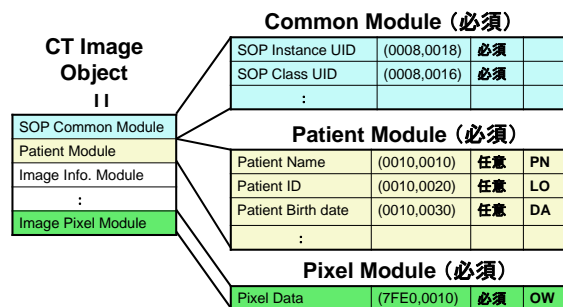 CT Image
Object
=
SOP Common Module
Patient Module
Image Info. Module
:
Image Pixel Module
Common Module (必須)
SOP Instance UID (0008,0018) 必須
SOP Class UID (0008,0016) 必須
:
Patient Module (必須)
Patient Name (0010,0010) 任意 PN
Patient ID (0010,0020) 任意 LO
Patient Birth date (0010,0030) 任意 DA
:
Pixel Module (必須)
Pixel Data (7FE0,0010) 必須 OW